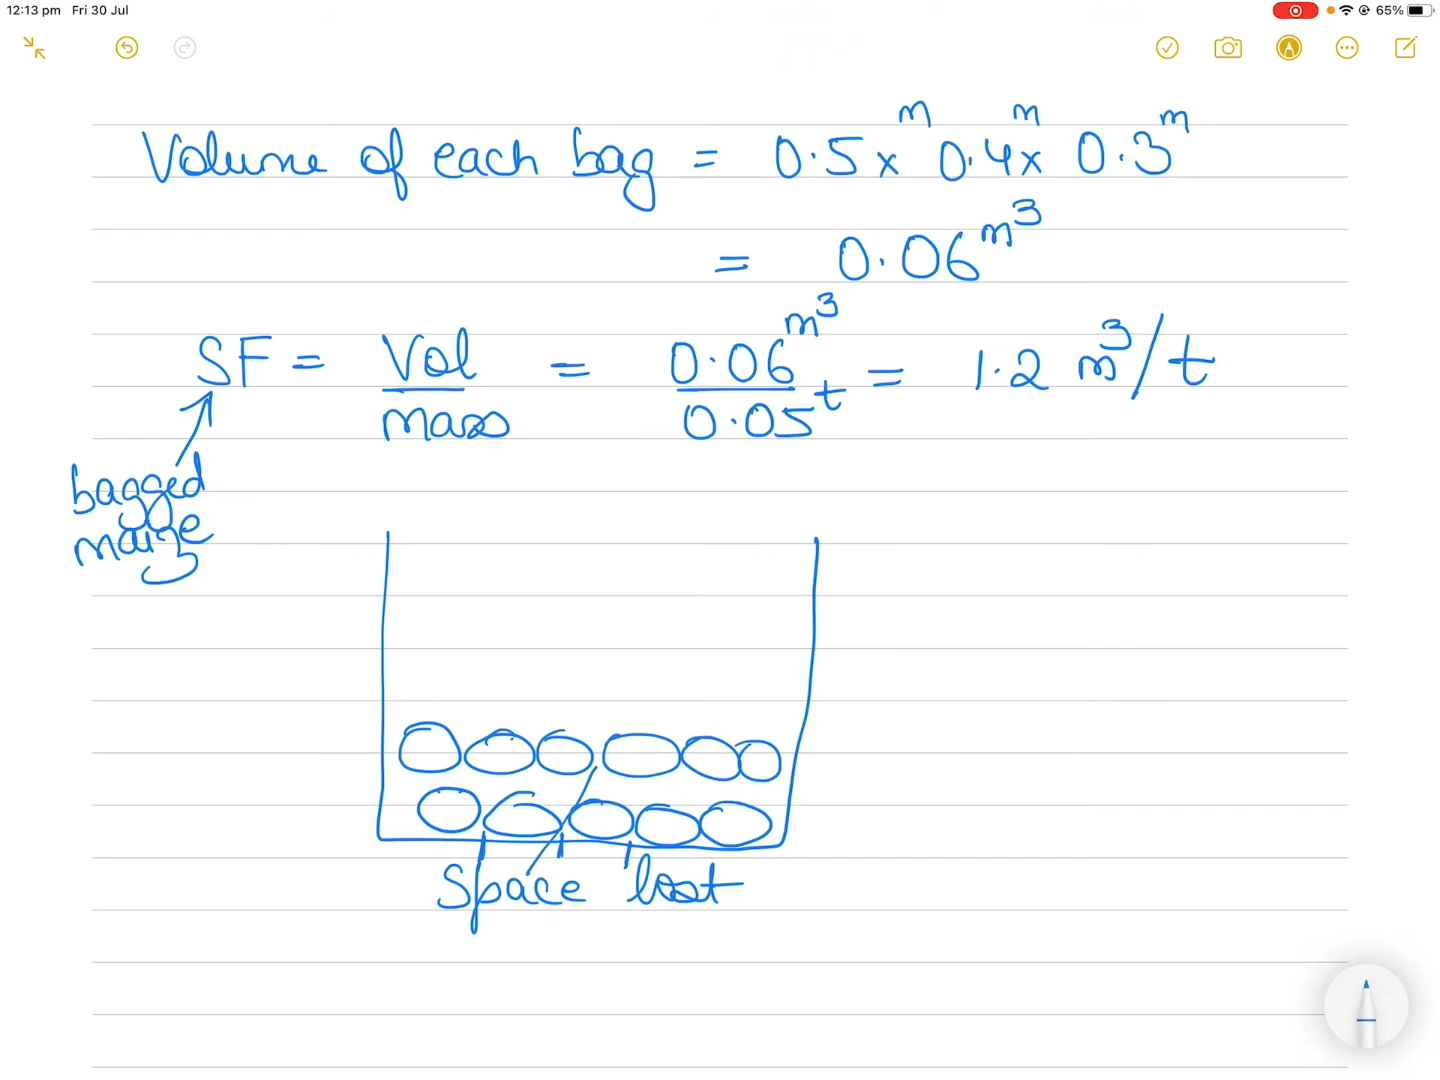 12:13 pm Fri 30 Jul
65%
Volume of each bag = 0.5 m x 0.4 m x 0.3 m
= 0.06 m³
SF = Vol/mass = 0.06 m³/0.05 t = 1.2 m³/t
bagged
maize
Space lost